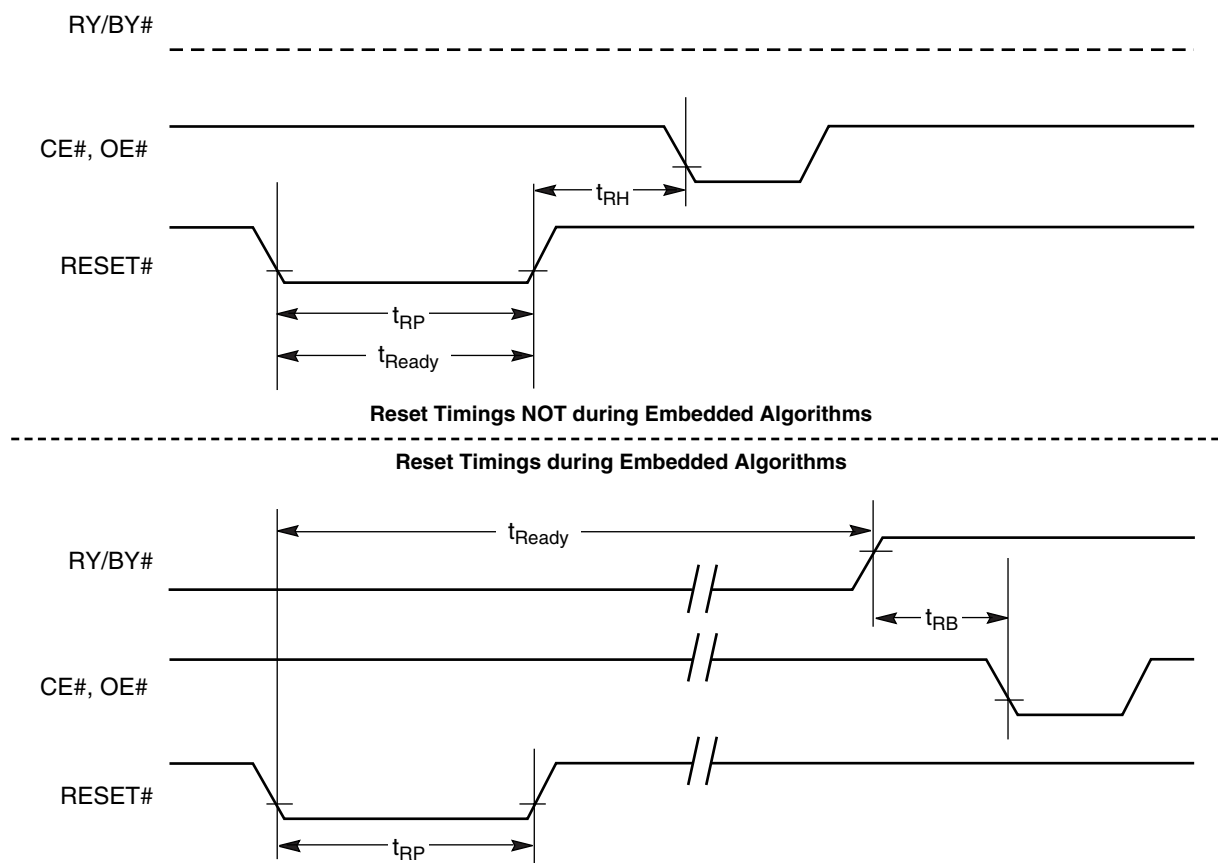 RY/BY#
CE#, OE#
tRH
RESET#
tRP
tReady
Reset Timings NOT during Embedded Algorithms
Reset Timings during Embedded Algorithms
tReady
RY/BY#
tRB
CE#, OE#
RESET#
tRP